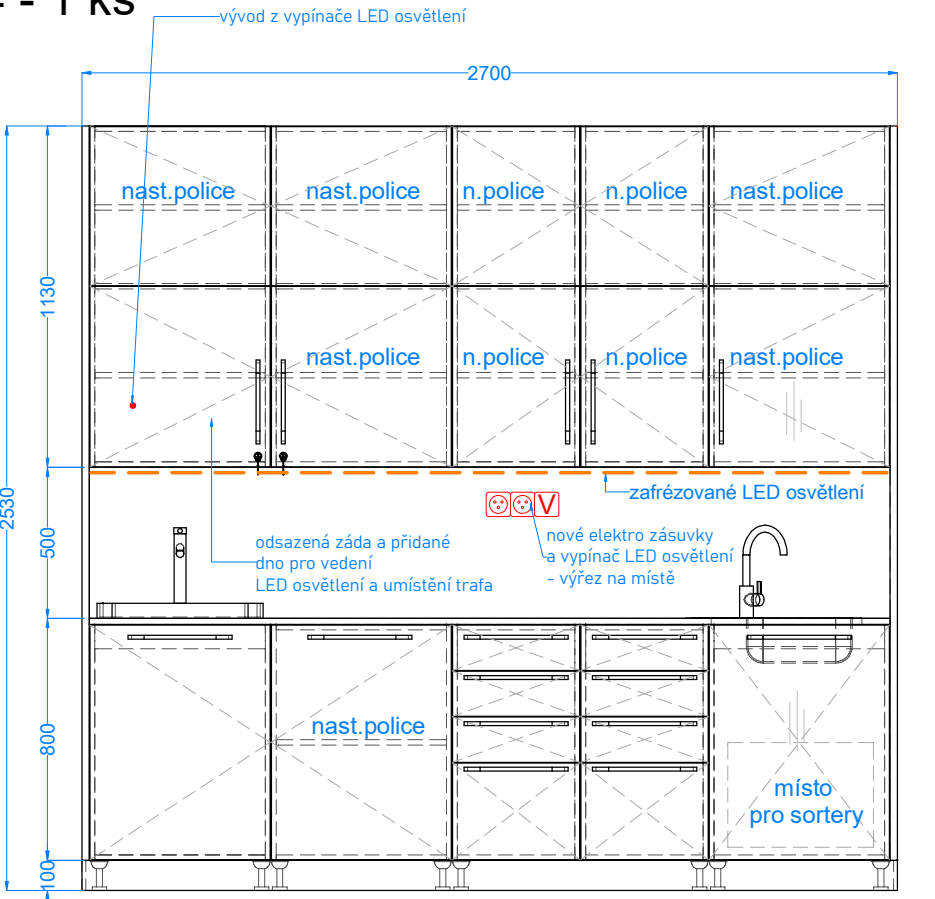 - 1 ks
vývod z vypínače LED osvětlení
2700
nast.police
nast.police
n.police
n.police
nast.police
1130
nast.police
n.police
n.police
nast.police
2530
zafrézované LED osvětlení
V
500
odsazená záda a přidané
dno pro vedení
LED osvětlení a umístění trafa
nové elektro zásuvky
a vypínač LED osvětlení
- výřez na místě
800
nast.police
místo
pro sortery
100